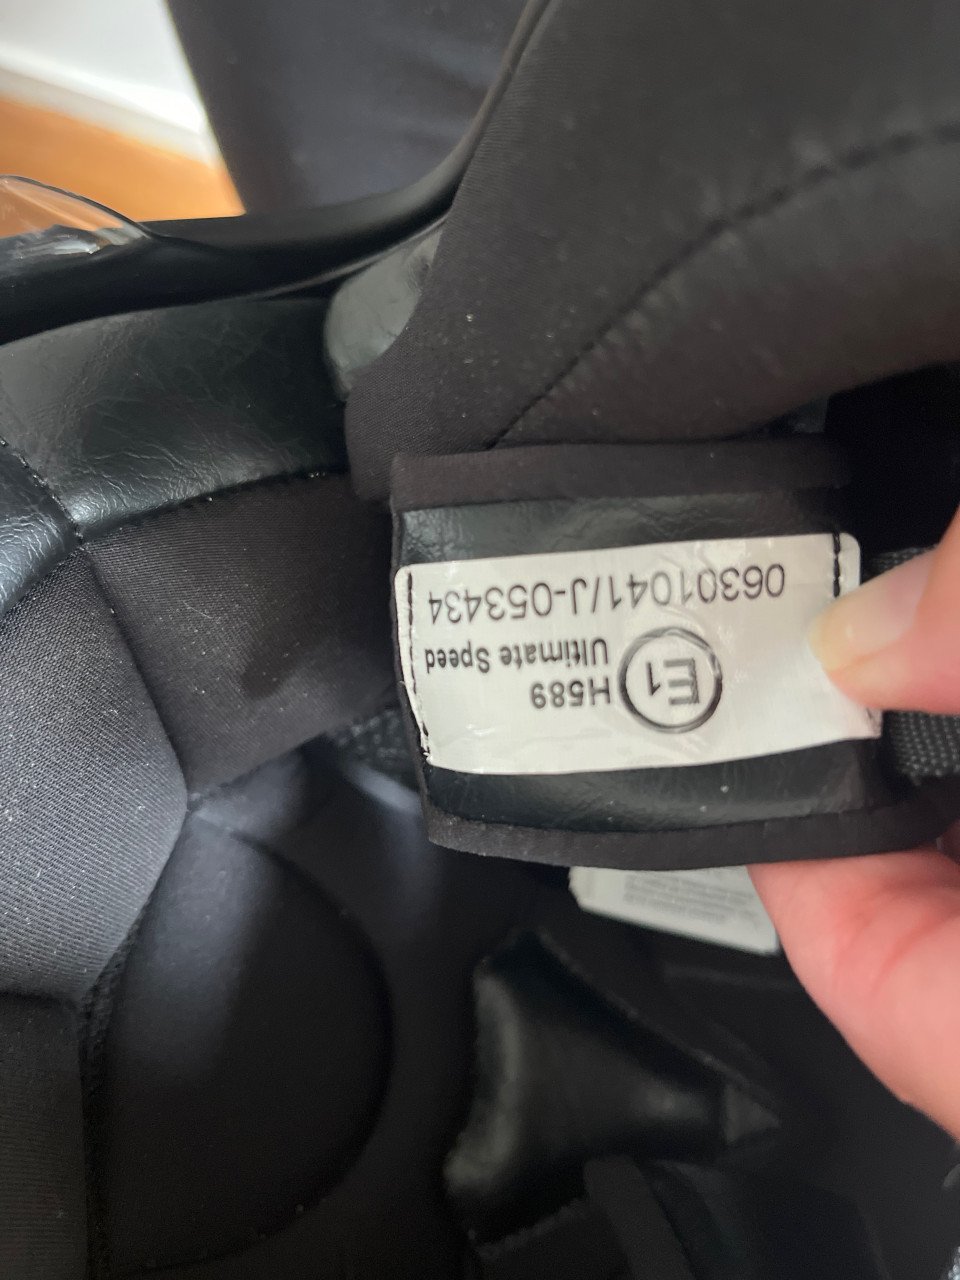 E1
H589
Ultimate Speed
06301041/J-053434